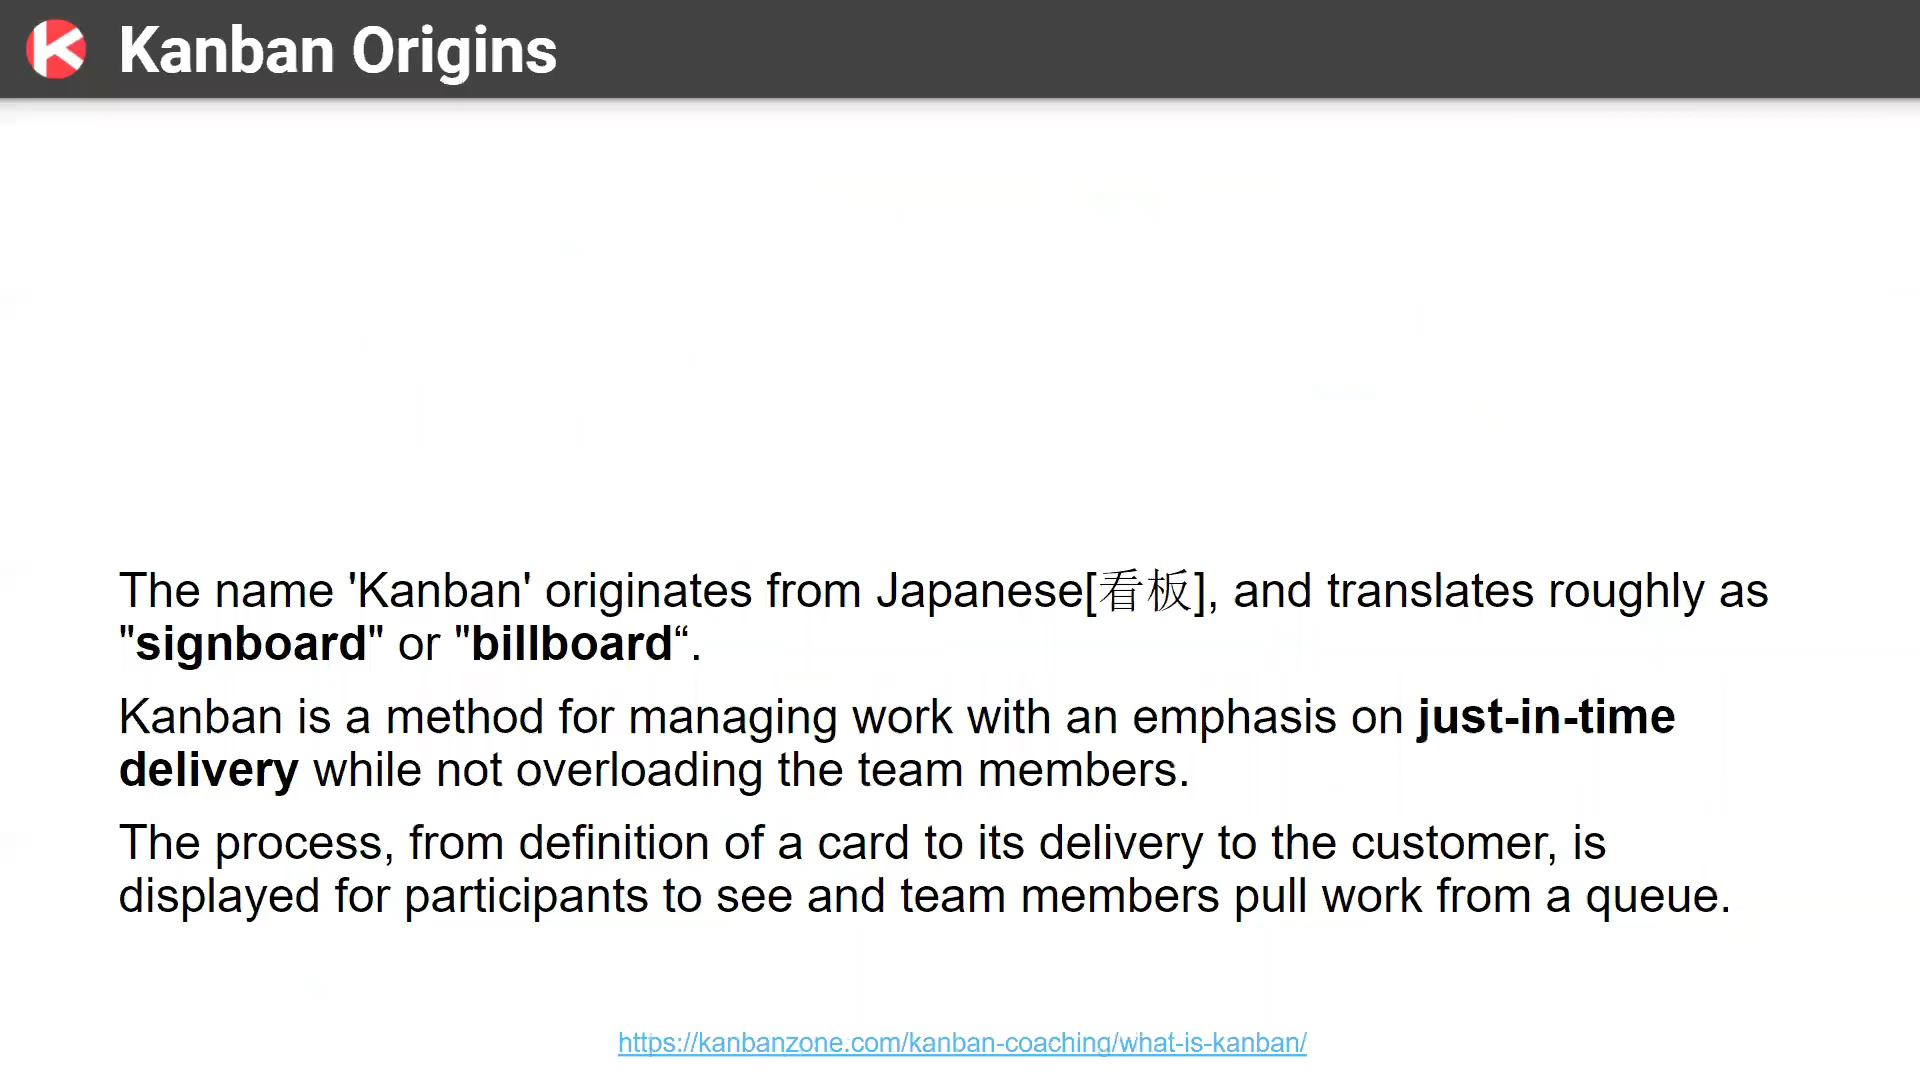 Kanban Origins
The name 'Kanban' originates from Japanese[看板], and translates roughly as
"signboard" or "billboard“.
Kanban is a method for managing work with an emphasis on just-in-time
delivery while not overloading the team members.
The process, from definition of a card to its delivery to the customer, is
displayed for participants to see and team members pull work from a queue.
https://kanbanzone.com/kanban-coaching/what-is-kanban/